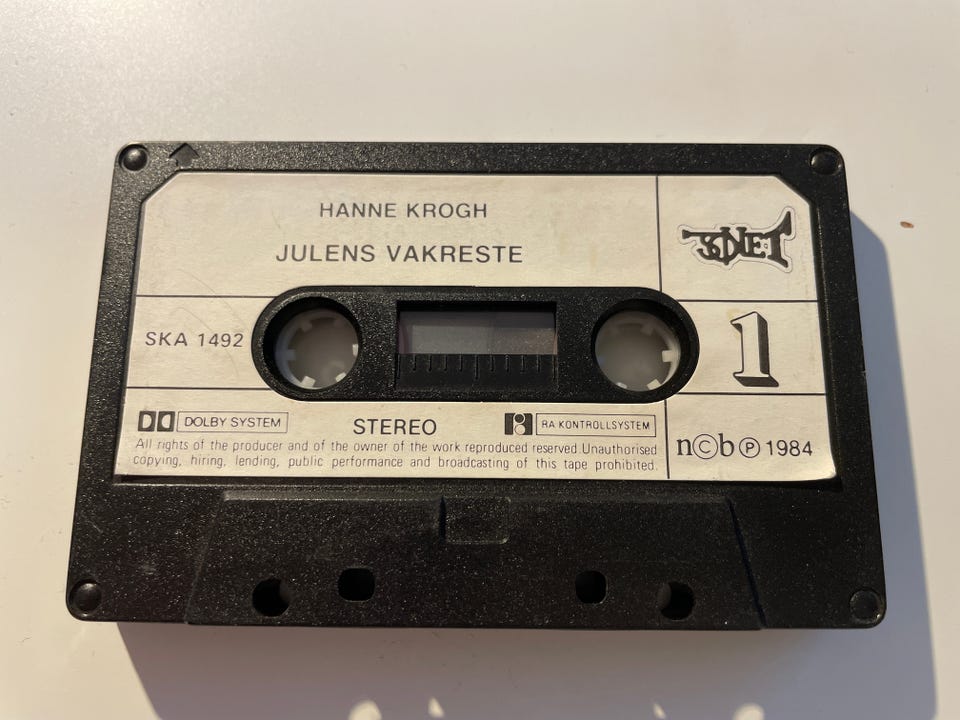 HANNE KROGH
JULENS VAKRESTE
SONET
SKA 1492
1
DOLBY SYSTEM
STEREO
RA KONTROLLSYSTEM
All rights of the producer and of the owner of the work reproduced reserved. Unauthorised
copying, hiring, lending, public performance and broadcasting of this tape prohibited.
n©b ℗ 1984